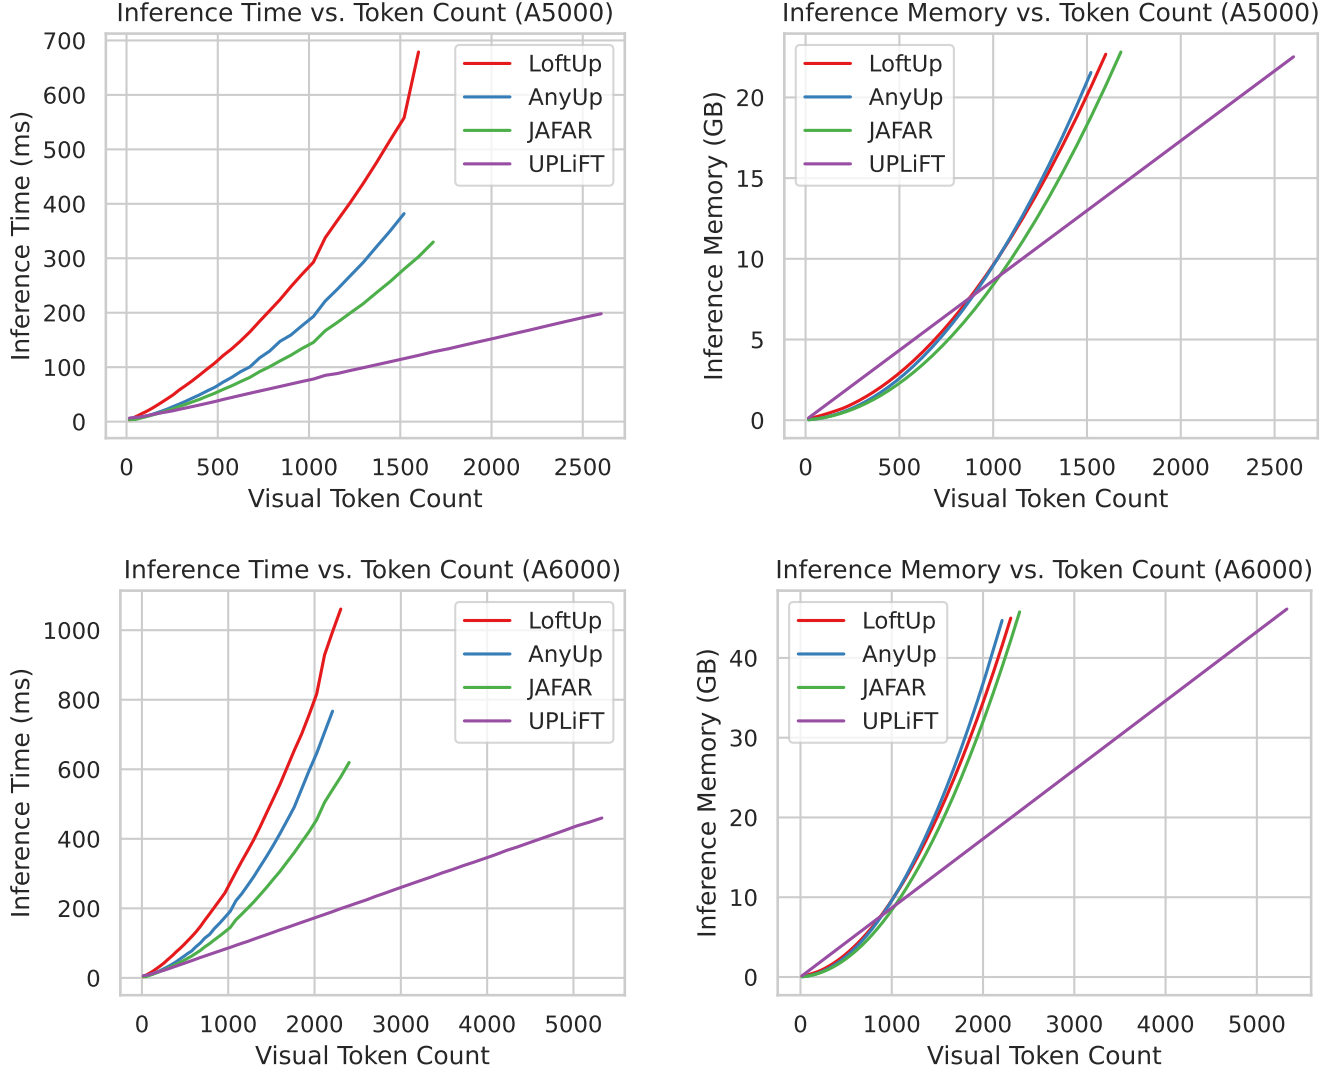 Inference Time vs. Token Count (A5000)
Inference Time (ms)
700
600
500
400
300
200
100
0
LoftUp
AnyUp
JAFAR
UPLiFT
0 500 1000 1500 2000 2500
Visual Token Count
Inference Memory vs. Token Count (A5000)
Inference Memory (GB)
20
15
10
5
0
LoftUp
AnyUp
JAFAR
UPLiFT
0 500 1000 1500 2000 2500
Visual Token Count
Inference Time vs. Token Count (A6000)
Inference Time (ms)
1000
800
600
400
200
0
LoftUp
AnyUp
JAFAR
UPLiFT
0 1000 2000 3000 4000 5000
Visual Token Count
Inference Memory vs. Token Count (A6000)
Inference Memory (GB)
40
30
20
10
0
LoftUp
AnyUp
JAFAR
UPLiFT
0 1000 2000 3000 4000 5000
Visual Token Count